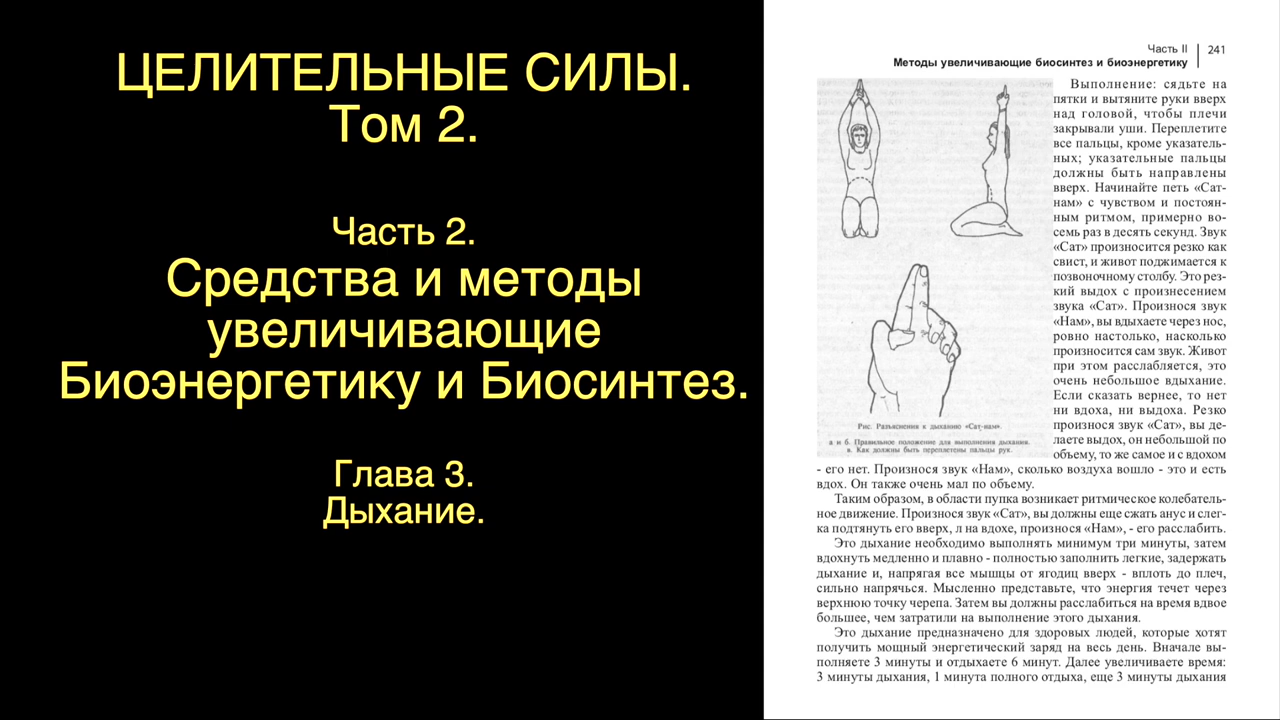 ЦЕЛИТЕЛЬНЫЕ СИЛЫ.
Том 2.
Часть 2.
Средства и методы
увеличивающие
Биоэнергетику и Биосинтез.
Глава 3.
Дыхание.
Часть II
241
Методы увеличивающие биосинтез и биоэнергетику
Выполнение: сядьте на
пятки и вытяните руки вверх
над головой, чтобы плечи
закрывали уши. Переплетите
все пальцы, кроме указатель-
ных; указательные пальцы
должны быть направлены
вверх. Начинайте петь «Сат-
нам» с чувством и постоян-
ным ритмом, примерно во-
семь раз в десять секунд. Звук
«Сат» произносится резко как
свист, и живот поджимается к
позвоночному столбу. Это рез-
кий выдох с произнесением
звука «Сат». Произнося звук
«Нам», вы вдыхаете через нос,
ровно настолько, насколько
произносится сам звук. Живот
при этом расслабляется, это
очень небольшое вдыхание.
Если сказать вернее, то нет
ни вдоха, ни выдоха. Резко
произнося звук «Сат», вы де-
лаете выдох, он небольшой по
объему, то же самое и с вдохом
Рис. Разъяснения к дыханию «Сат-нам».
а и б. Правильное положение для выполнения дыхания.
в. Как должны быть переплетены пальцы рук.
- его нет. Произнося звук «Нам», сколько воздуха вошло - это и есть
вдох. Он также очень мал по объему.
Таким образом, в области пупка возникает ритмическое колебатель-
ное движение. Произнося звук «Сат», вы должны еще сжать анус и слег-
ка подтянуть его вверх, л на вдохе, произнося «Нам», - его расслабить.
Это дыхание необходимо выполнять минимум три минуты, затем
вдохнуть медленно и плавно - полностью заполнить легкие, задержать
дыхание и, напрягая все мышцы от ягодиц вверх - вплоть до плеч,
сильно напрячься. Мысленно представьте, что энергия течет через
верхнюю точку черепа. Затем вы должны расслабиться на время вдвое
большее, чем затратили на выполнение этого дыхания.
Это дыхание предназначено для здоровых людей, которые хотят
получить мощный энергетический заряд на весь день. Вначале вы-
полняете 3 минуты и отдыхаете 6 минут. Далее увеличиваете время:
3 минуты дыхания, 1 минута полного отдыха, еще 3 минуты дыхания